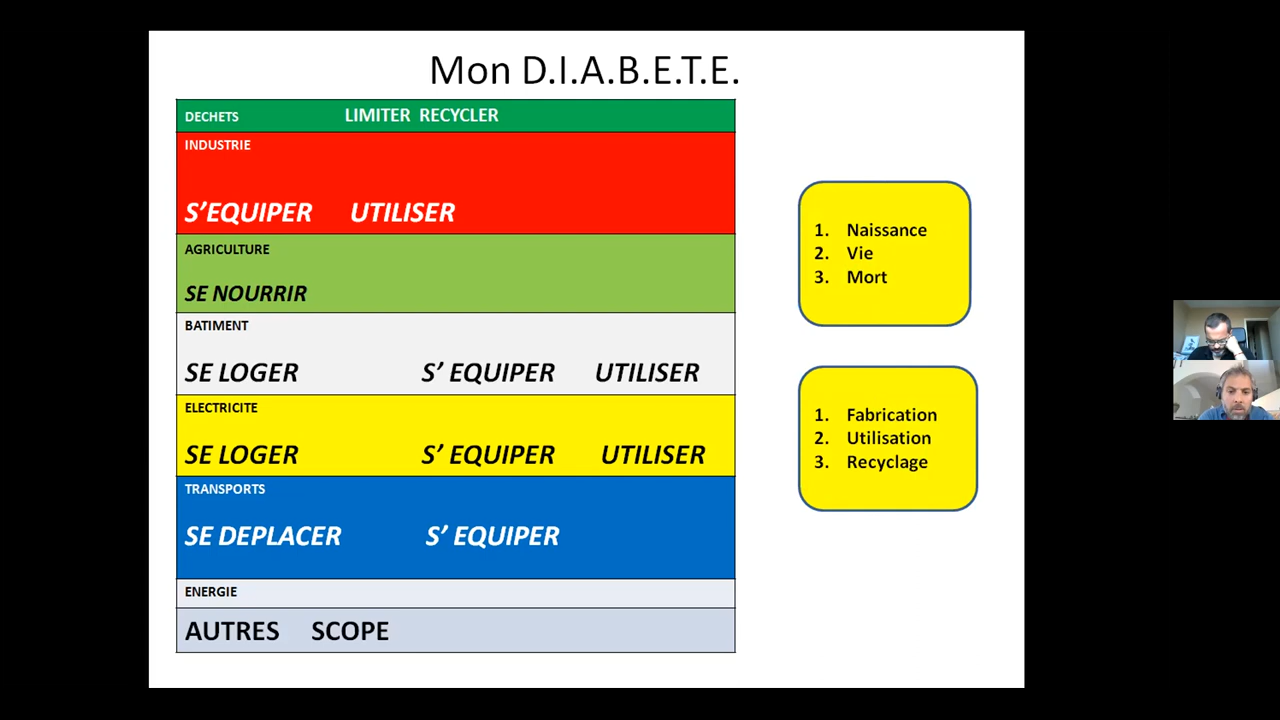 Mon D.I.A.B.E.T.E.
DECHETS LIMITER RECYCLER
INDUSTRIE
S’EQUIPER UTILISER
AGRICULTURE
SE NOURRIR
BATIMENT
SE LOGER S’ EQUIPER UTILISER
ELECTRICITE
SE LOGER S’ EQUIPER UTILISER
TRANSPORTS
SE DEPLACER S’ EQUIPER
ENERGIE
AUTRES SCOPE
1. Naissance
2. Vie
3. Mort
1. Fabrication
2. Utilisation
3. Recyclage